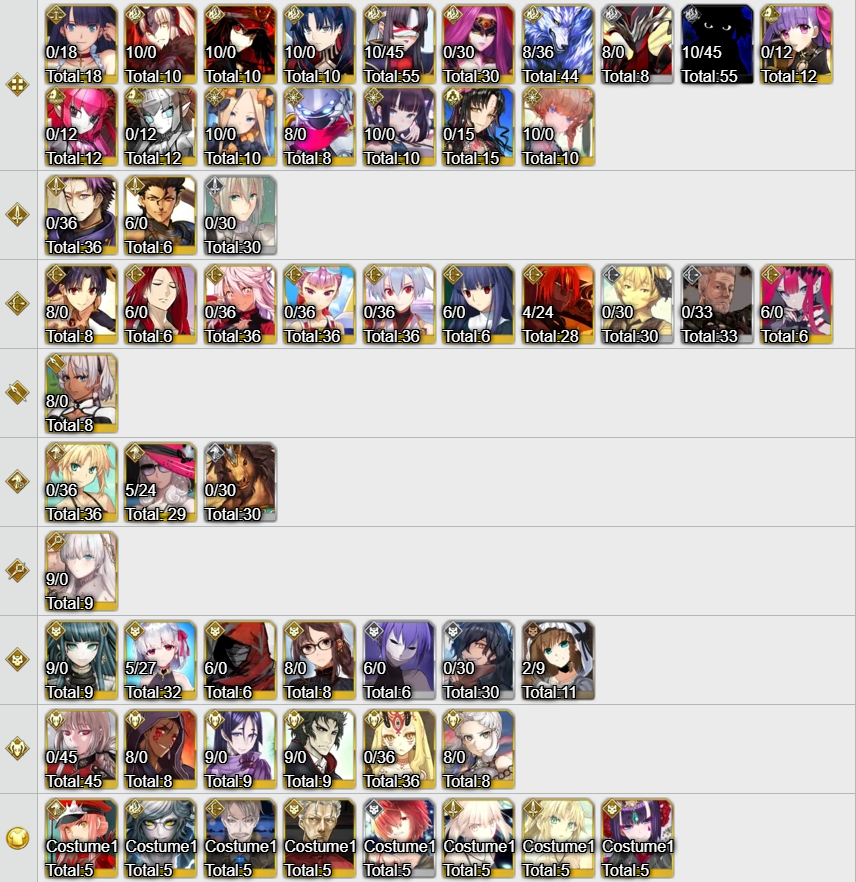 0/18 10/0 10/0 10/0 10/45 0/30 8/36 8/0 10/45 0/12
Total:18 Total:10 Total:10 Total:10 Total:55 Total:30 Total:44 Total:8 Total:55 Total:12
0/12 0/12 10/0 8/0 10/0 0/15 10/0
Total:12 Total:12 Total:10 Total:8 Total:10 Total:15 Total:10
0/36 6/0 0/30
Total:36 Total:6 Total:30
8/0 6/0 0/36 0/36 0/36 6/0 4/24 0/30 0/33 6/0
Total:8 Total:6 Total:36 Total:36 Total:36 Total:6 Total:28 Total:30 Total:33 Total:6
8/0
Total:8
0/36 5/24 0/30
Total:36 Total: 29 Total:30
9/0
Total:9
9/0 5/27 6/0 8/0 6/0 0/30 2/9
Total:9 Total:32 Total:6 Total:8 Total:6 Total:30 Total:11
0/45 8/0 9/0 9/0 0/36 8/0
Total:45 Total:8 Total:9 Total:9 Total:36 Total:8
Costume1 Costume1 Costume1 Costume1 Costume1 Costume1 Costume1 Costume1
Total:5 Total:5 Total:5 Total:5 Total:5 Total:5 Total:5 Total:5